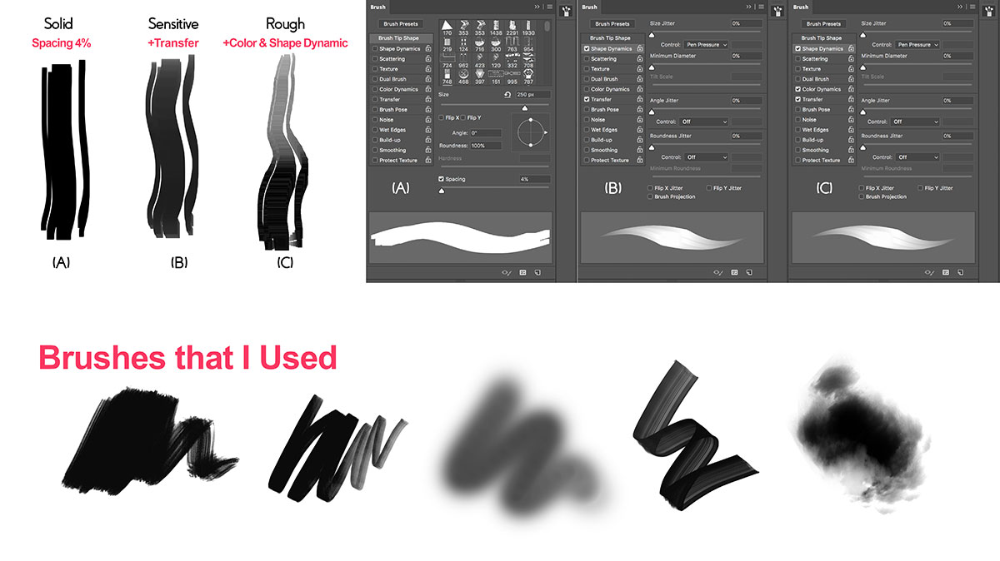 Solid
Spacing 4%
Sensitive
+Transfer
Rough
+Color & Shape Dynamic
(A)
(B)
(C)
Brush
Brush Presets
Brush Tip Shape
Shape Dynamics
Scattering
Texture
Dual Brush
Color Dynamics
Transfer
Brush Pose
Noise
Wet Edges
Build-up
Smoothing
Protect Texture
(A)
170 353 353 1438 2291 1930
219 124 716 300 763 954
724 962 423 120 332 708
748 468 397 151 995 787
Size 250 px
Flip X Flip Y
Angle: 0°
Roundness: 100%
Hardness
Spacing 4%
Brush
Brush Presets
Brush Tip Shape
Shape Dynamics
Scattering
Texture
Dual Brush
Color Dynamics
Transfer
Brush Pose
Noise
Wet Edges
Build-up
Smoothing
Protect Texture
(B)
Size Jitter 0%
Control: Pen Pressure
Minimum Diameter 0%
Tilt Scale
Angle Jitter 0%
Control: Off
Roundness Jitter 0%
Control: Off
Minimum Roundness
Flip X Jitter Flip Y Jitter
Brush Projection
Brush
Brush Presets
Brush Tip Shape
Shape Dynamics
Scattering
Texture
Dual Brush
Color Dynamics
Transfer
Brush Pose
Noise
Wet Edges
Build-up
Smoothing
Protect Texture
(C)
Size Jitter 0%
Control: Pen Pressure
Minimum Diameter 0%
Tilt Scale
Angle Jitter 0%
Control: Off
Roundness Jitter 0%
Control: Off
Minimum Roundness
Flip X Jitter Flip Y Jitter
Brush Projection
Brushes that I Used